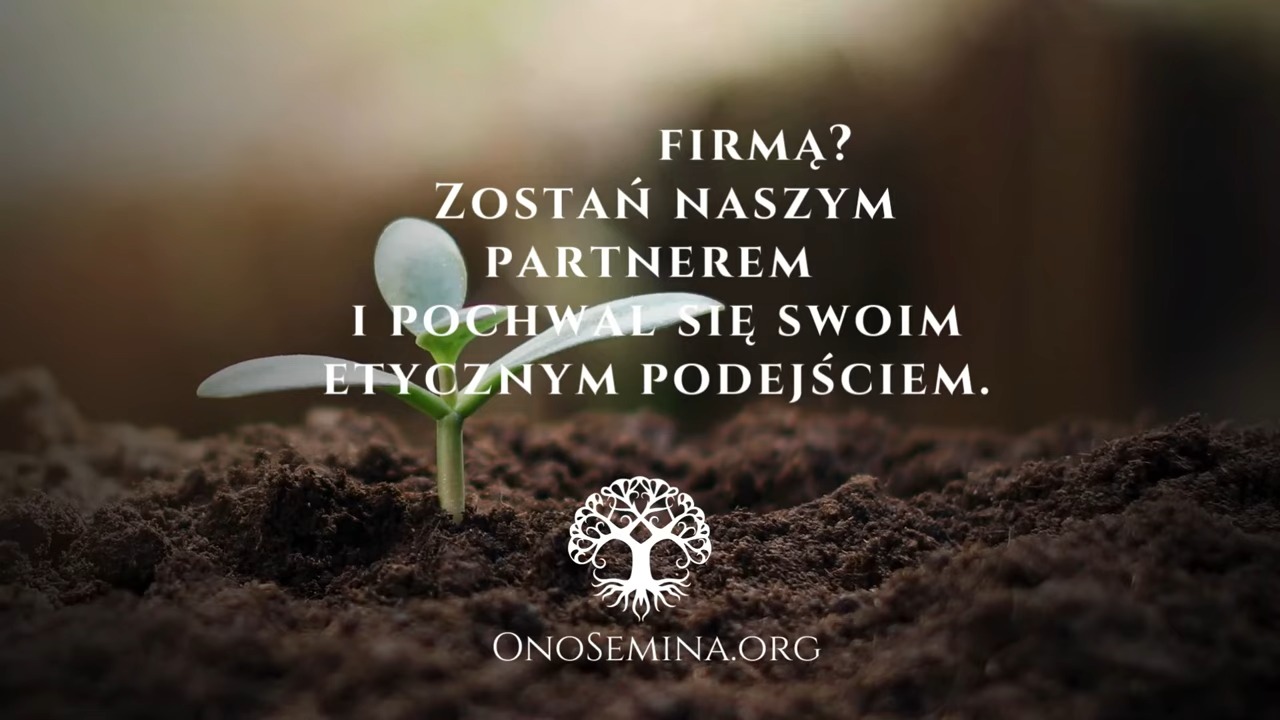 FIRMĄ?
ZOSTAŃ NASZYM
PARTNEREM
I POCHWAL SIĘ SWOIM
ETYCZNYM PODEJŚCIEM.
ONOSEMINA.ORG